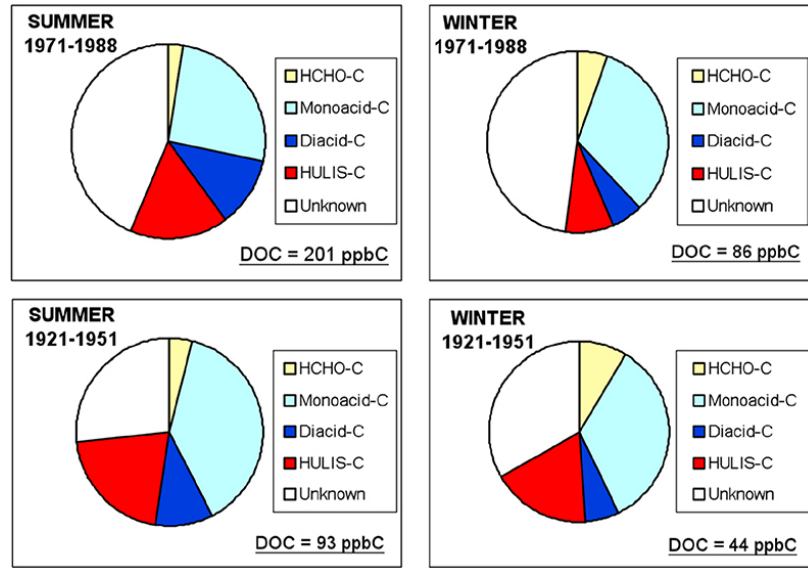 SUMMER
1971-1988
HCHO-C
Monoacid-C
Diacid-C
HULIS-C
Unknown
DOC = 201 ppbC
WINTER
1971-1988
HCHO-C
Monoacid-C
Diacid-C
HULIS-C
Unknown
DOC = 86 ppbC
SUMMER
1921-1951
HCHO-C
Monoacid-C
Diacid-C
HULIS-C
Unknown
DOC = 93 ppbC
WINTER
1921-1951
HCHO-C
Monoacid-C
Diacid-C
HULIS-C
Unknown
DOC = 44 ppbC